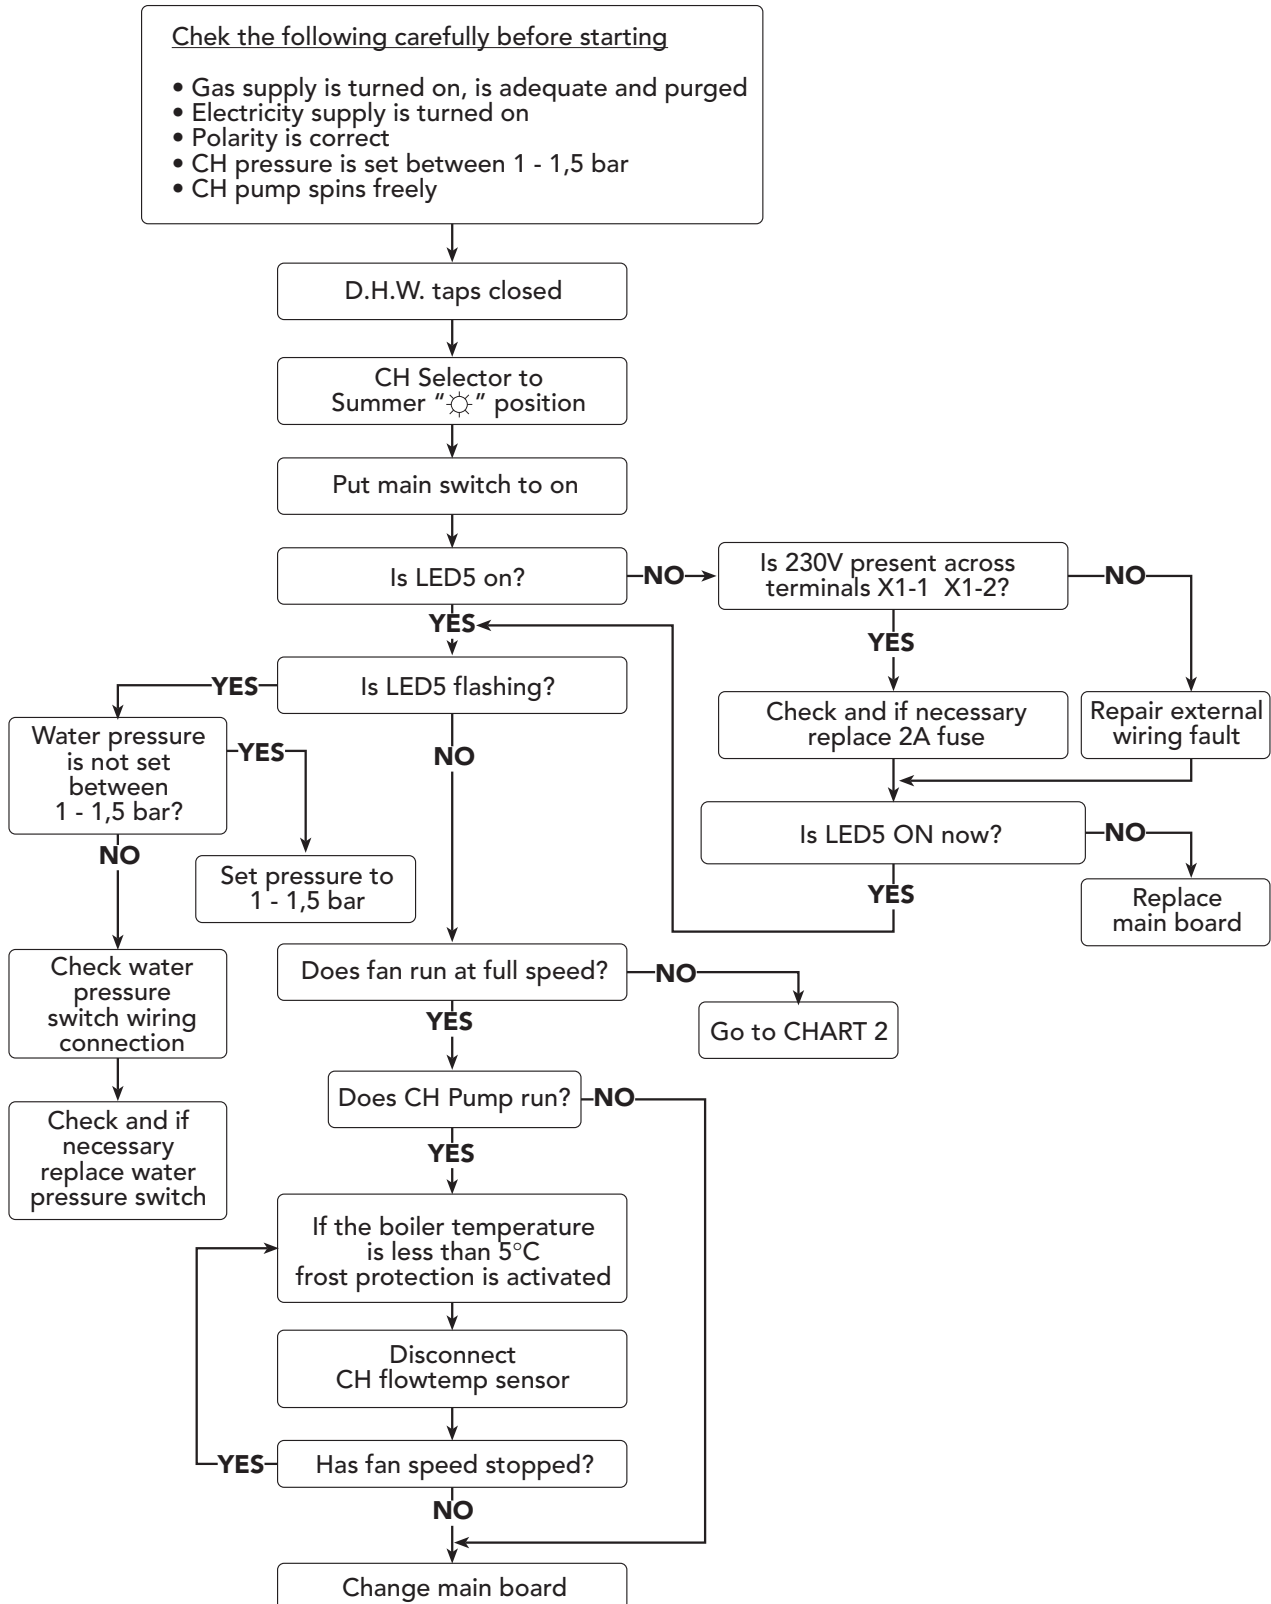 Chek the following carefully before starting
• Gas supply is turned on, is adequate and purged
• Electricity supply is turned on
• Polarity is correct
• CH pressure is set between 1 - 1,5 bar
• CH pump spins freely
D.H.W. taps closed
CH Selector to
Summer “☼” position
Put main switch to on
Is LED5 on?
NO
Is 230V present across
terminals X1-1 X1-2?
NO
YES
YES
Is LED5 flashing?
YES
Check and if necessary
replace 2A fuse
Repair external
wiring fault
Water pressure
is not set
between
1 - 1,5 bar?
YES
NO
Is LED5 ON now?
NO
NO
Set pressure to
1 - 1,5 bar
YES
Replace
main board
Check water
pressure
switch wiring
connection
Does fan run at full speed?
NO
Go to CHART 2
YES
Does CH Pump run?
NO
Check and if
necessary
replace water
pressure switch
YES
If the boiler temperature
is less than 5°C
frost protection is activated
Disconnect
CH flowtemp sensor
YES
Has fan speed stopped?
NO
Change main board